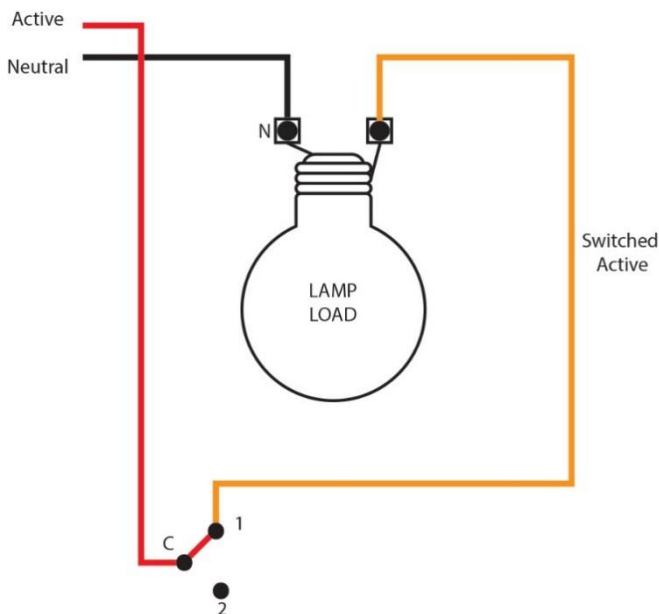 Active
Neutral
N
LAMP
LOAD
Switched
Active
1
C
2